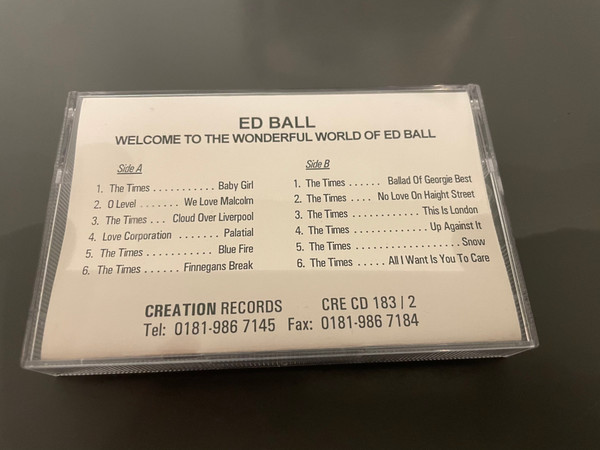 ED BALL
WELCOME TO THE WONDERFUL WORLD OF ED BALL
Side A
1. The Times ........... Baby Girl
2. O Level ........ We Love Malcolm
3. The Times ... Cloud Over Liverpool
4. Love Corporation ....... Palatial
5. The Times ........... Blue Fire
6. The Times ...... Finnegans Break
Side B
1. The Times ...... Ballad Of Georgie Best
2. The Times .... No Love On Haight Street
3. The Times ............ This Is London
4. The Times .............. Up Against It
5. The Times ....................Snow
6. The Times ..... All I Want Is You To Care
CREATION RECORDS CRE CD 183 / 2
Tel: 0181-986 7145 Fax: 0181-986 7184